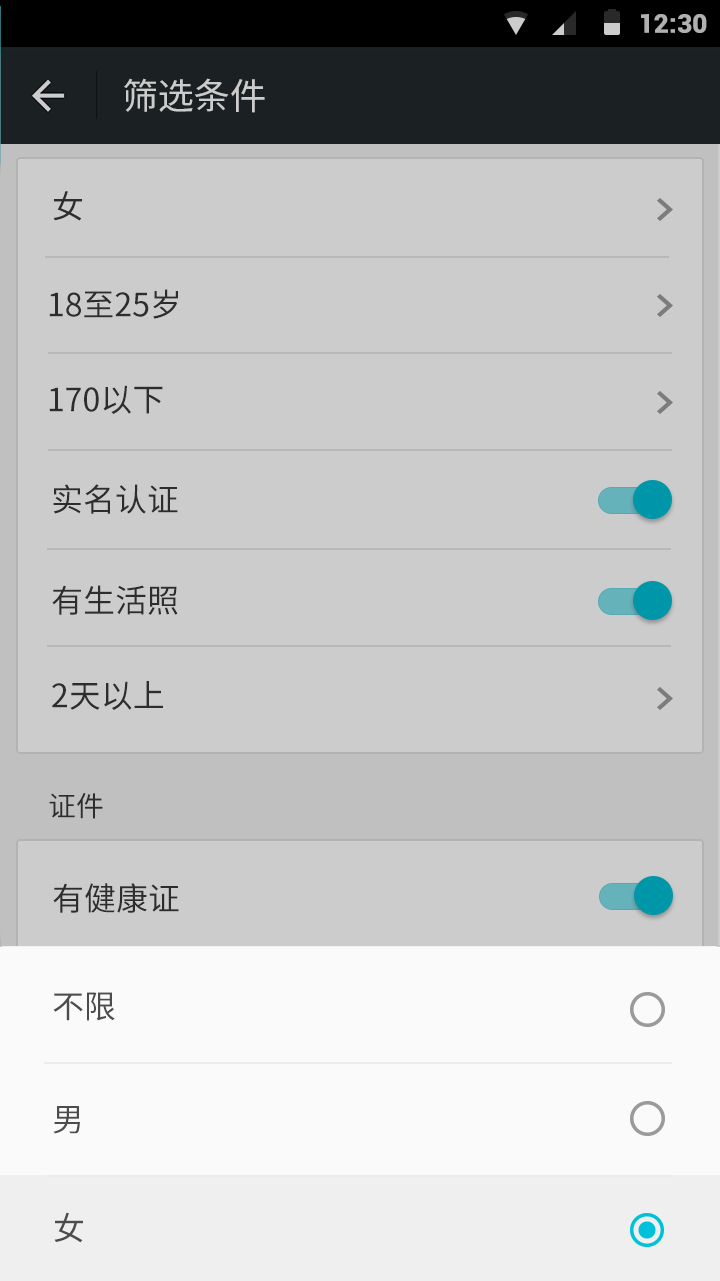 12:30
筛选条件
女
18至25岁
170以下
实名认证
有生活照
2天以上
证件
有健康证
不限
男
女